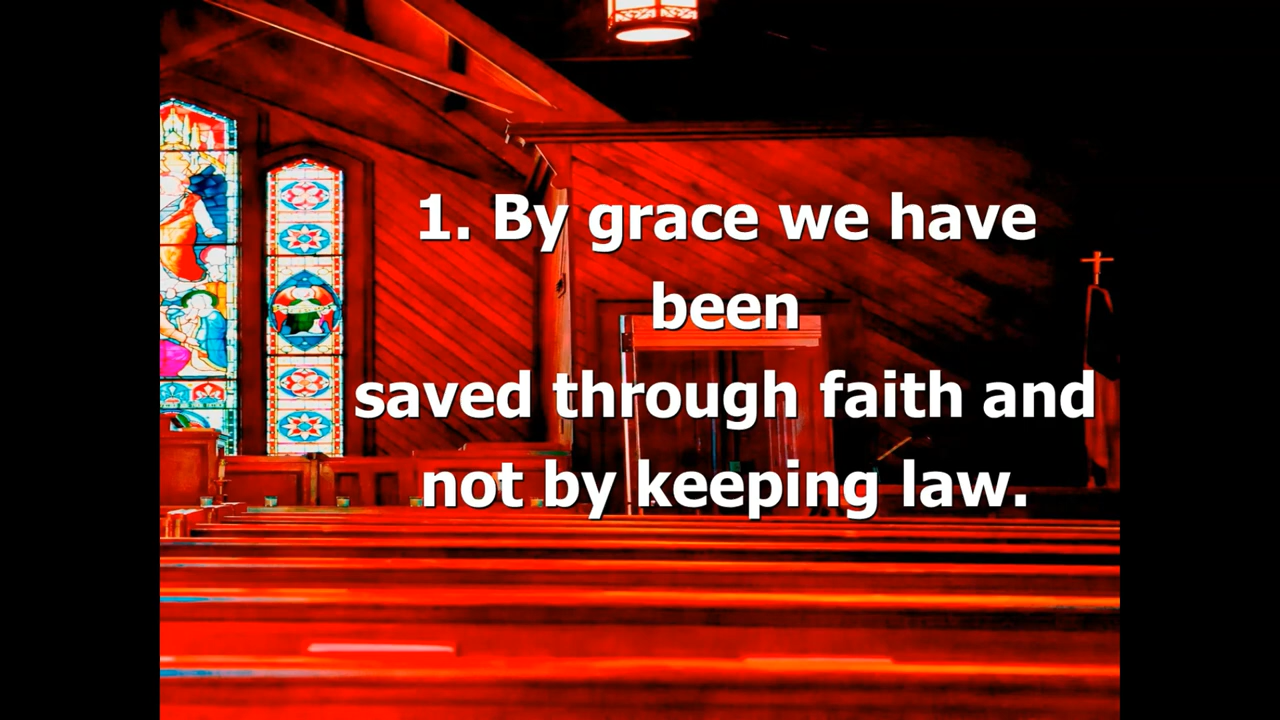 1. By grace we have
been
saved through faith and
not by keeping law.